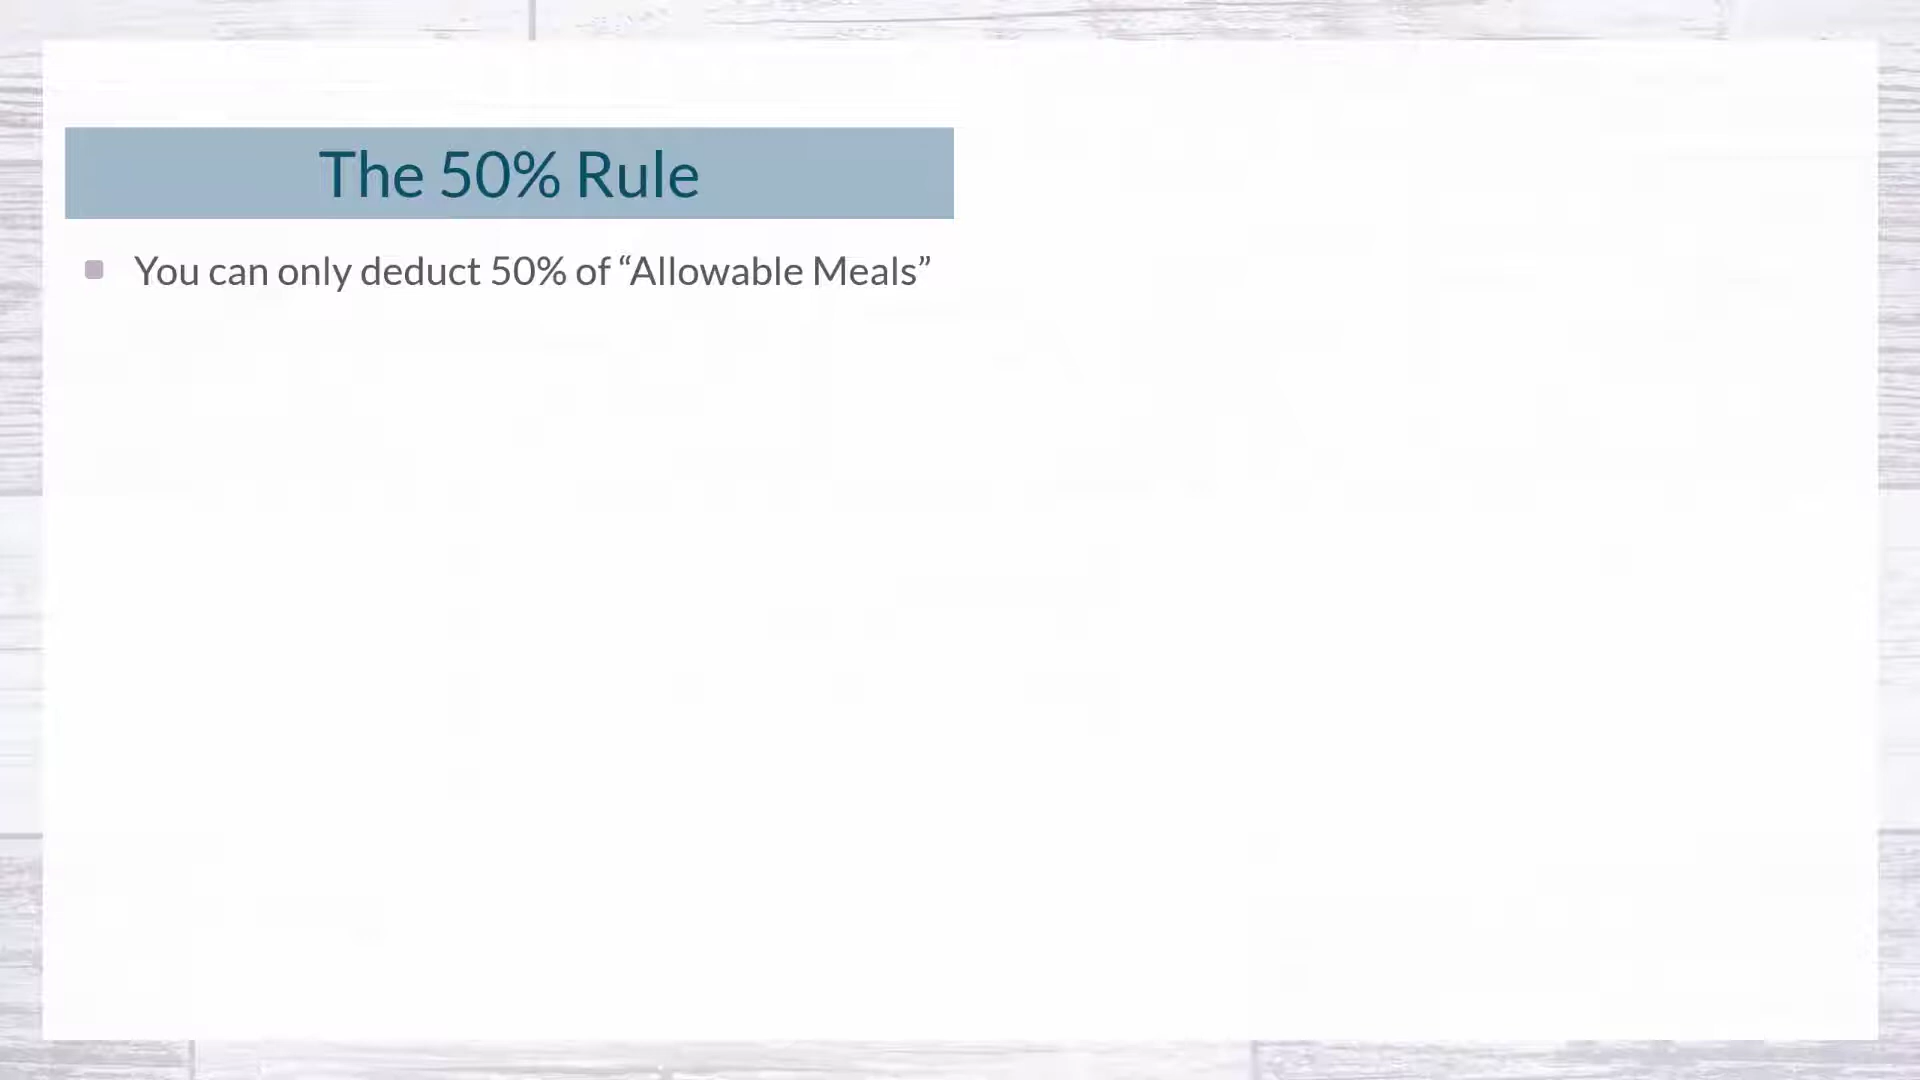 The 50% Rule
You can only deduct 50% of “Allowable Meals”